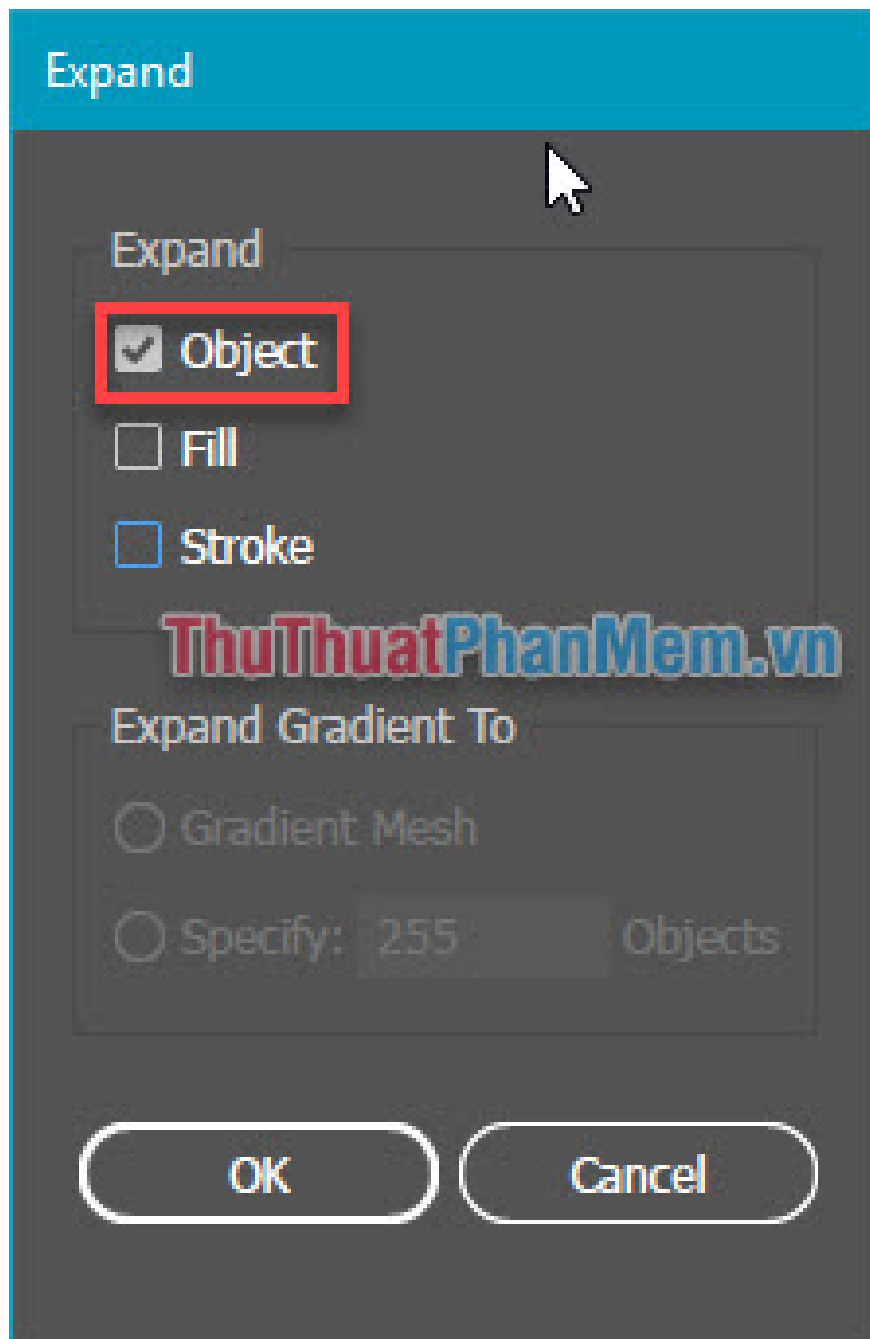 Expand
Expand
Object
Fill
Stroke
ThuThuatPhanMem.vn
Expand Gradient To
Gradient Mesh
Specify: 255 Objects
OK Cancel